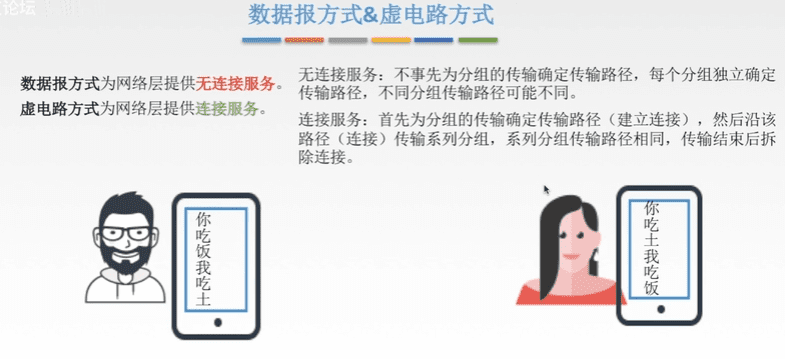 论坛
数据报方式&虚电路方式
数据报方式为网络层提供无连接服务。
虚电路方式为网络层提供连接服务。
无连接服务：不事先为分组的传输确定传输路径，每个分组独立确定
传输路径，不同分组传输路径可能不同。
连接服务：首先为分组的传输确定传输路径（建立连接），然后沿该
路径（连接）传输系列分组，系列分组传输路径相同，传输结束后拆
除连接。
你吃饭我吃土
你吃土我吃饭